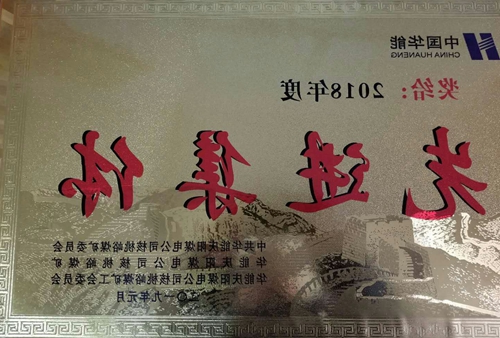 中国华能
CHINA HUANENG
奖给：2018年度
先进集体
中共华能庆阳煤电公司核桃峪煤矿委员会
华能庆阳煤电公司核桃峪煤矿
华能庆阳煤电公司核桃峪煤矿工会委员会
二〇一九年元月